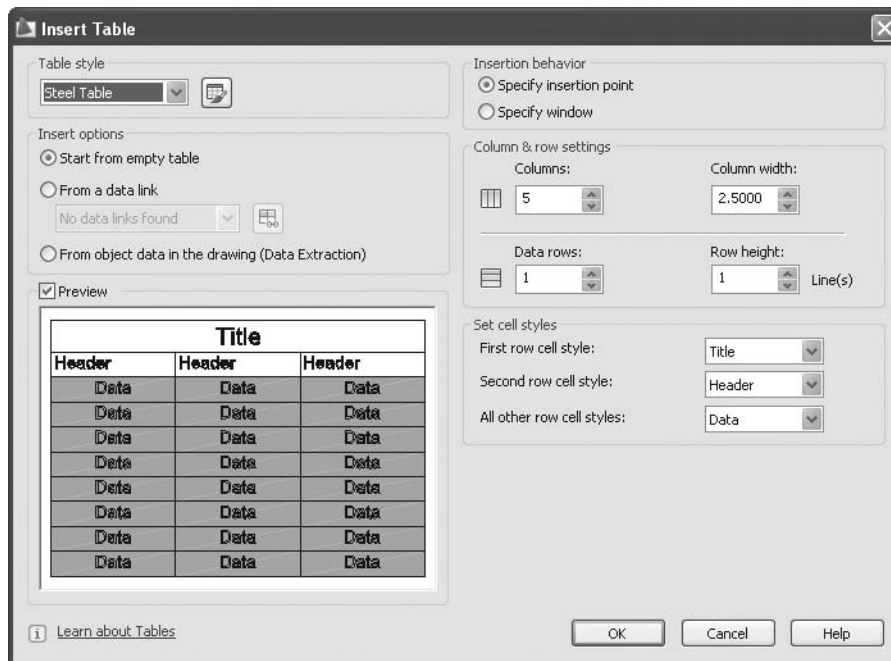 Insert Table
Table style
Steel Table
Insert options
Start from empty table
From a data link
No data links found
From object data in the drawing (Data Extraction)
Preview
Title
Header Header Header
Data Data Data
Data Data Data
Data Data Data
Data Data Data
Data Data Data
Data Data Data
Data Data Data
Data Data Data
Learn about Tables
Insertion behavior
Specify insertion point
Specify window
Column & row settings
Columns: Column width:
5 2.5000
Data rows: Row height:
1 1 Line(s)
Set cell styles
First row cell style: Title
Second row cell style: Header
All other row cell styles: Data
OK Cancel Help